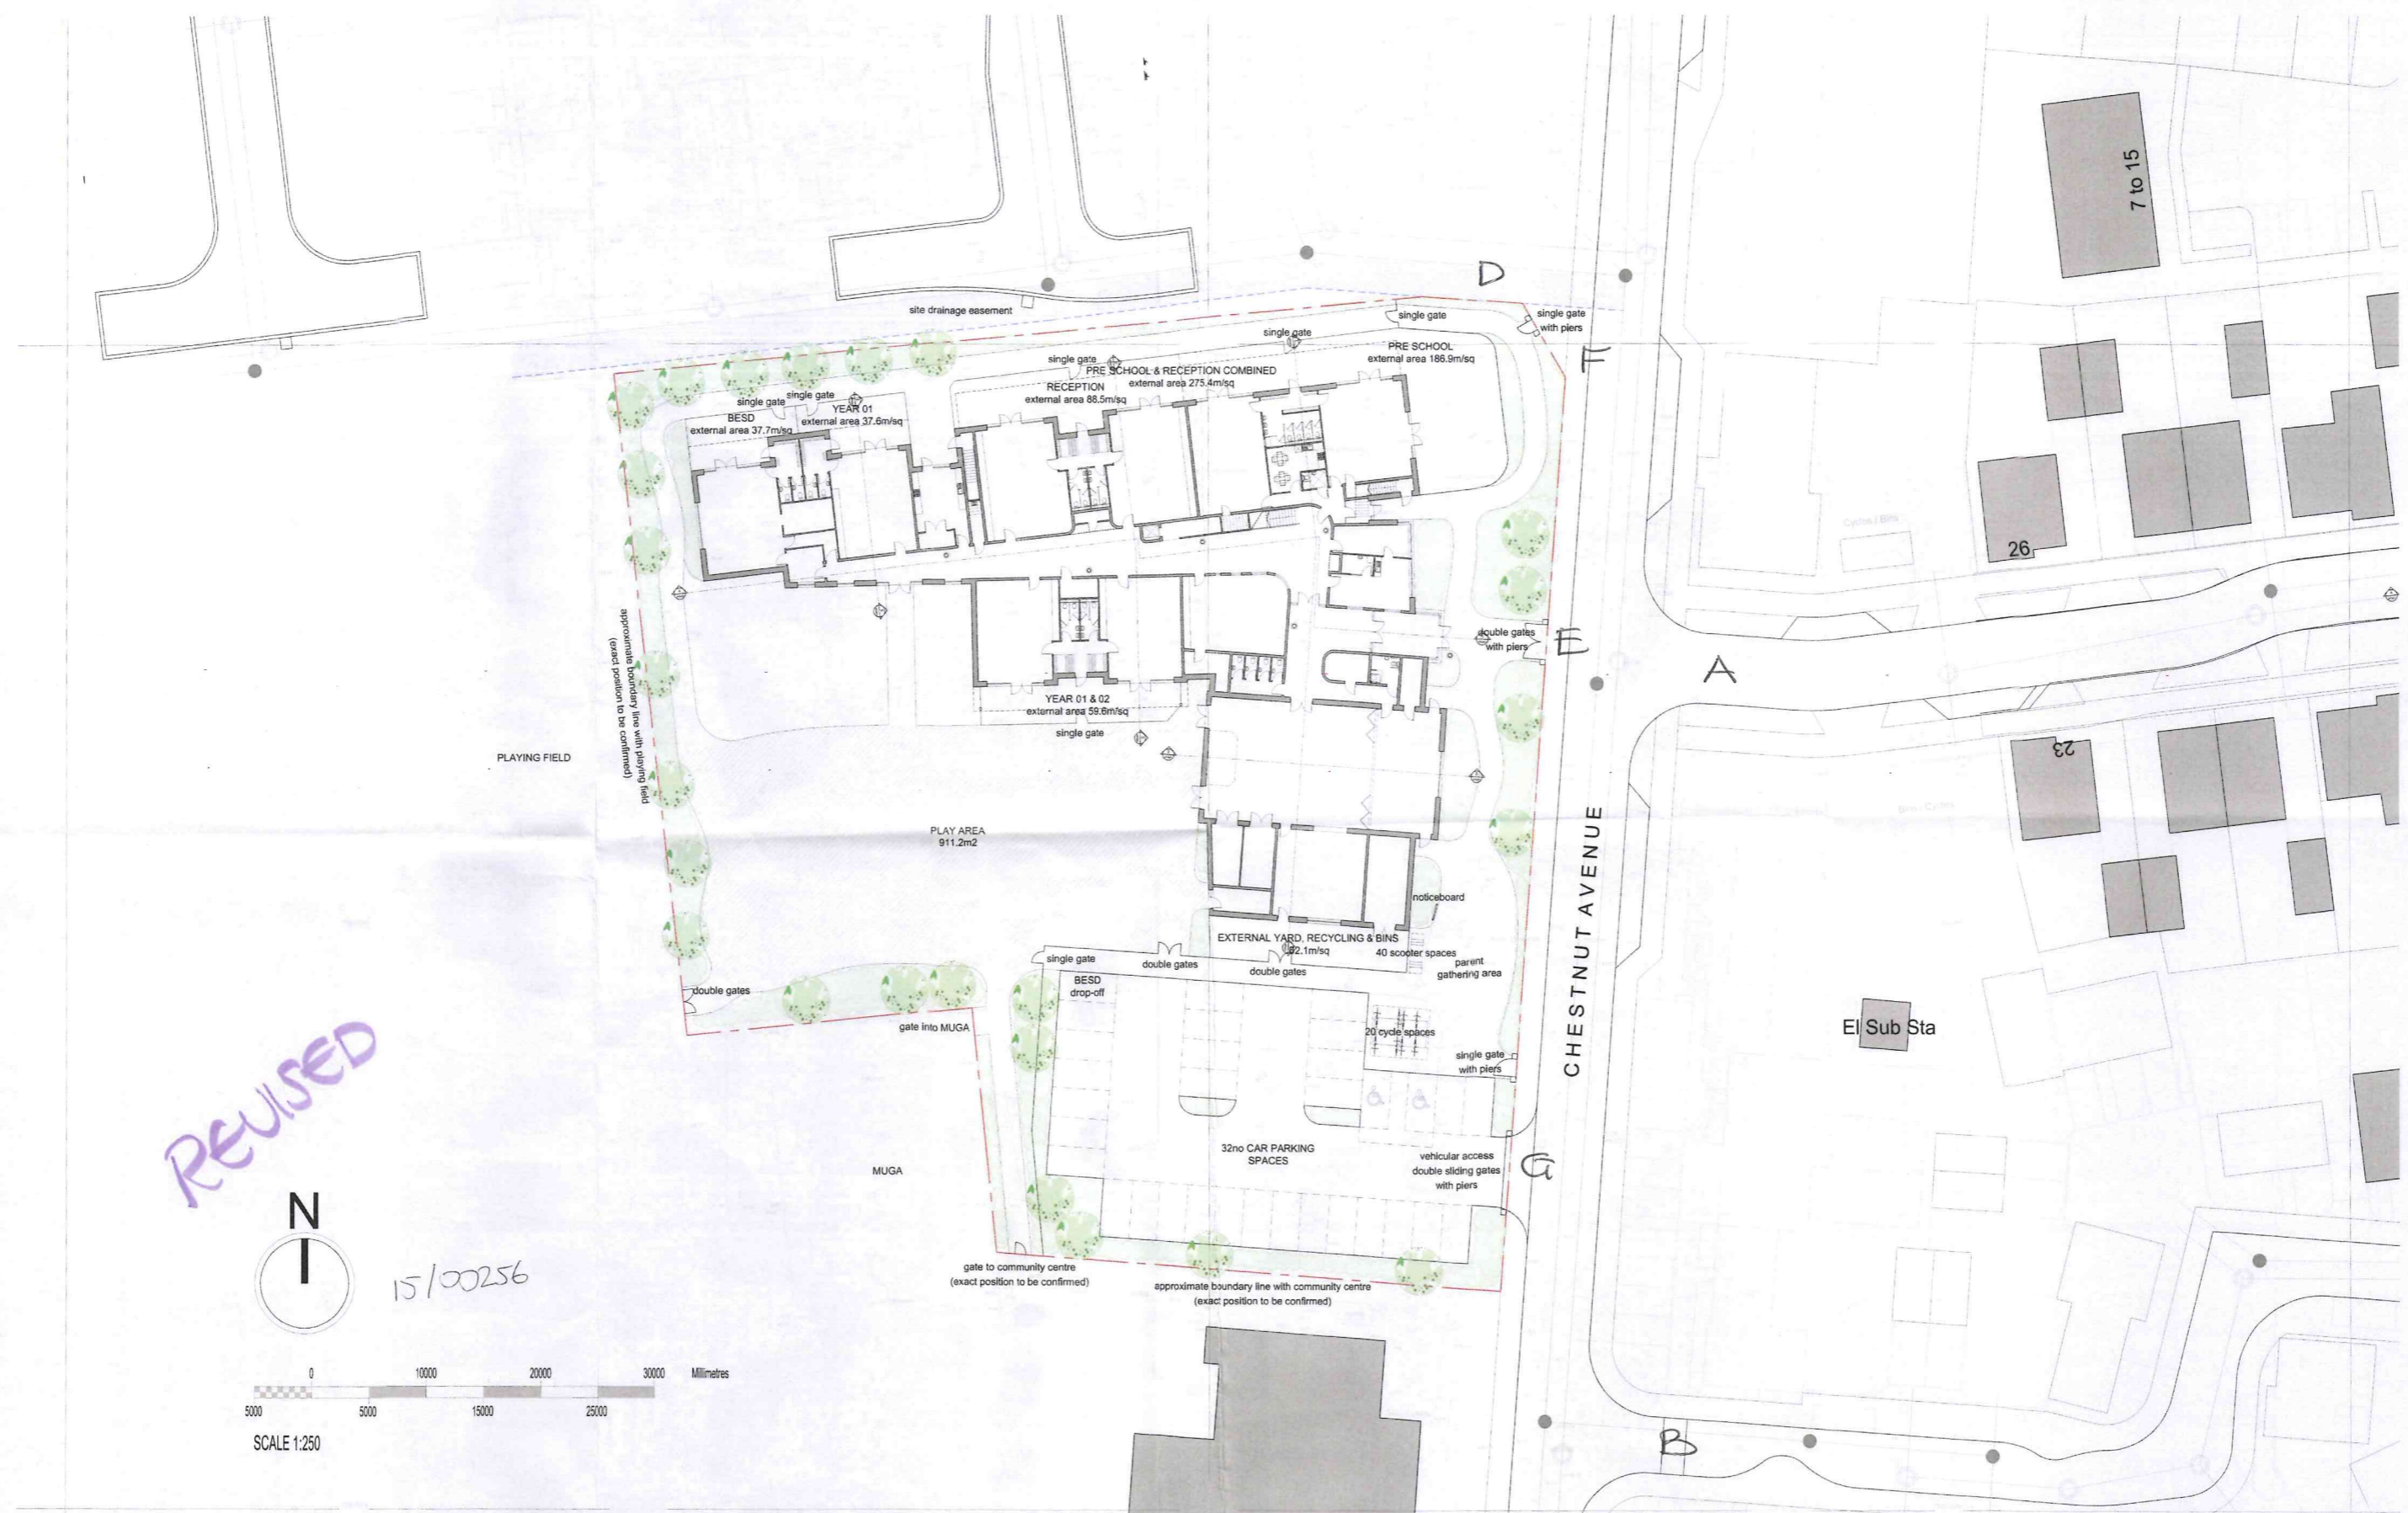 D
site drainage easement
single gate
single gate
with piers
single gate
PRE SCHOOL
external area 186.9m/sq
F
single gate
PRE SCHOOL & RECEPTION COMBINED
external area 275.4m/sq
RECEPTION
external area 88.5m/sq
single gate
single gate
BESD
external area 37.7m/sq
YEAR 01
external area 37.6m/sq
7 to 15
Cycles / Bins
26
approximate boundary line with playing field
(exact position to be confirmed)
double gates
with piers
E
A
YEAR 01 & 02
external area 59.6m/sq
single gate
PLAYING FIELD
23
PLAY AREA
911.2m2
CHESTNUT AVENUE
noticeboard
EXTERNAL YARD, RECYCLING & BINS
40 scooter spaces
parent
gathering area
single gate
double gates
double gates
BESD
drop-off
double gates
gate into MUGA
20 cycle spaces
El Sub Sta
single gate
with piers
REVISED
32no CAR PARKING
SPACES
vehicular access
double sliding gates
with piers
G
MUGA
N
15/00256
gate to community centre
(exact position to be confirmed)
approximate boundary line with community centre
(exact position to be confirmed)
0 10000 20000 30000 Millimetres
5000 5000 15000 25000
SCALE 1:250
B